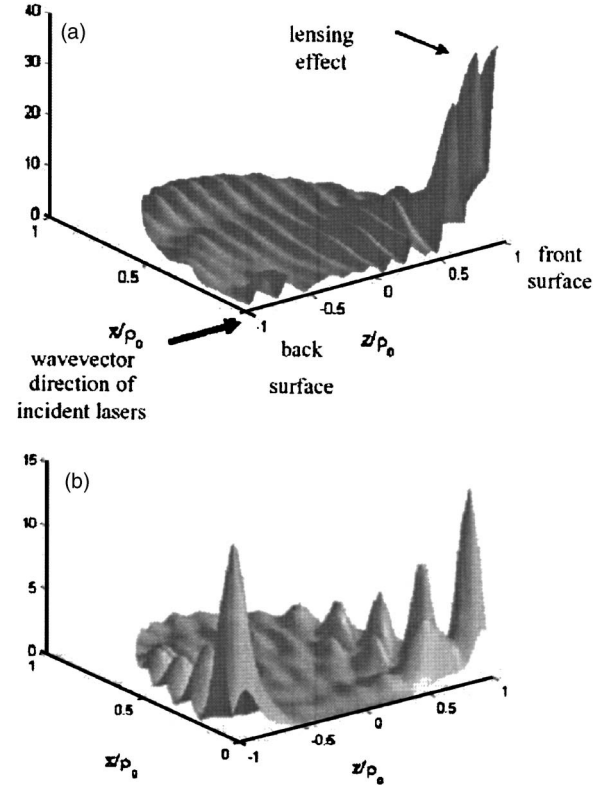 40
(a)
lensing
effect
30
20
10
0
1
0.5
x/ρ₀
-1
-0.5
0
0.5
1
z/ρ₀
front
surface
back
surface
wavevector
direction of
incident lasers
15
(b)
10
5
0
1
0.5
0
x/ρ₀
-1
-0.5
0
0.5
1
z/ρ₀